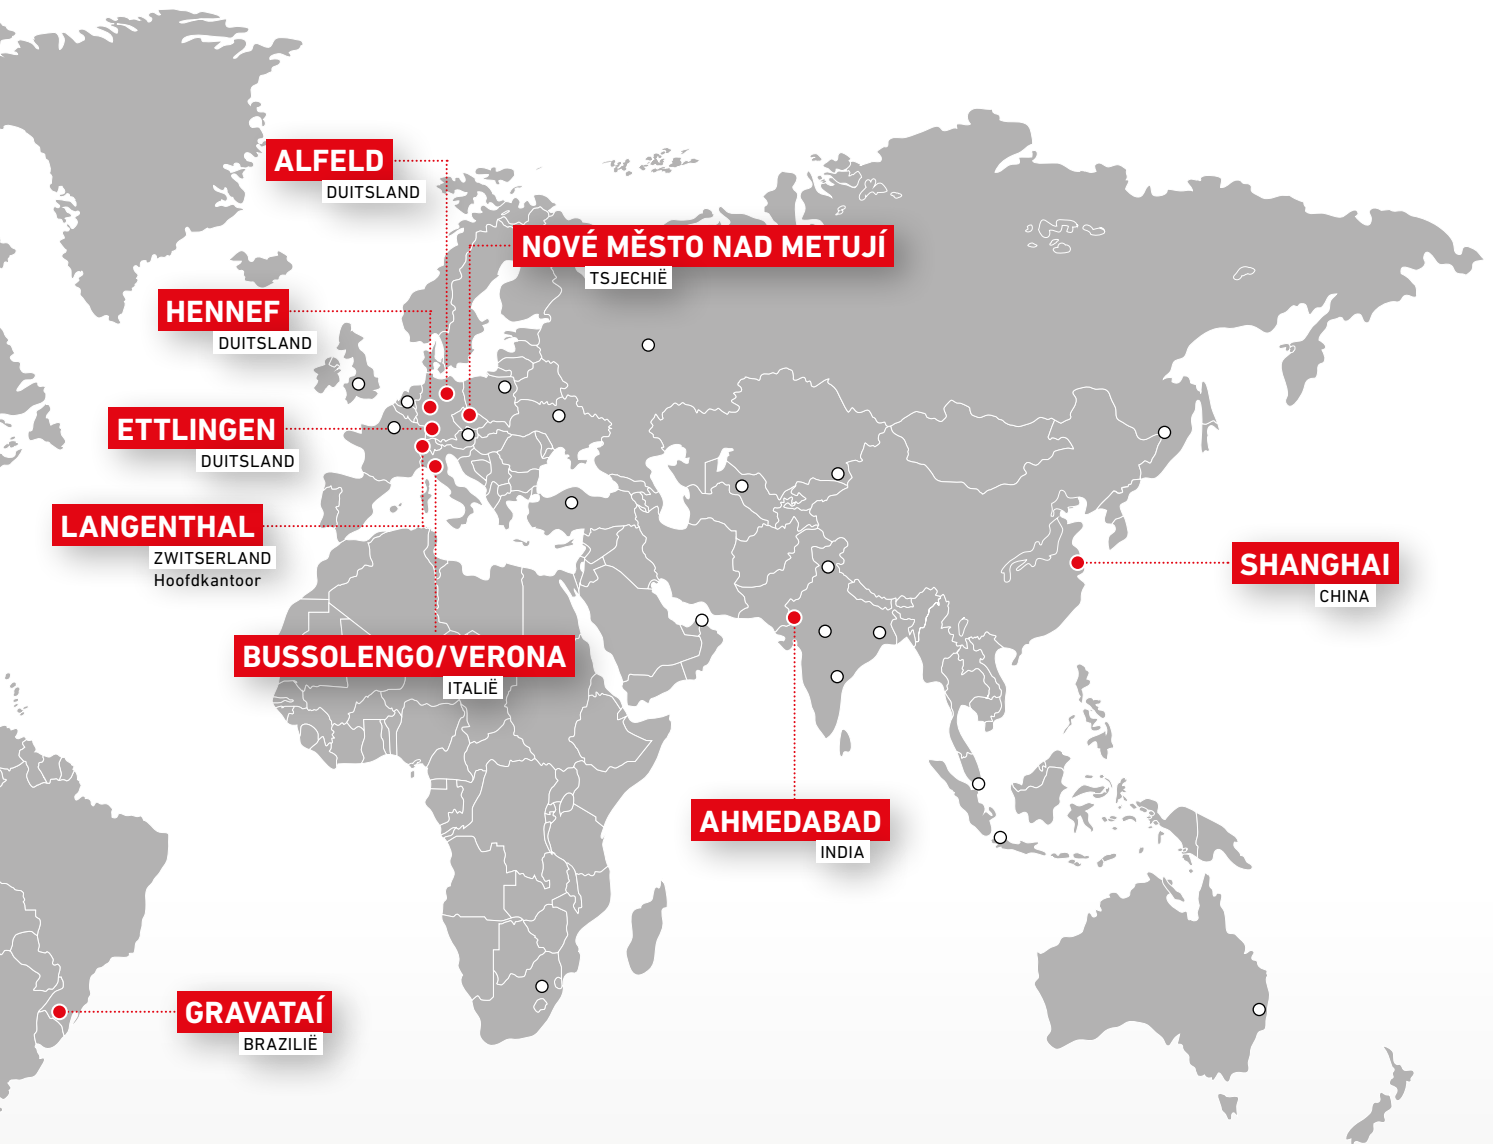 ALFELD
DUITSLAND
NOVÉ MĚSTO NAD METUJÍ
TSJECHIË
HENNEF
DUITSLAND
ETTLINGEN
DUITSLAND
LANGENTHAL
ZWITSERLAND
Hoofdkantoor
SHANGHAI
CHINA
BUSSOLENGO/VERONA
ITALIË
AHMEDABAD
INDIA
GRAVATAÍ
BRAZILIË